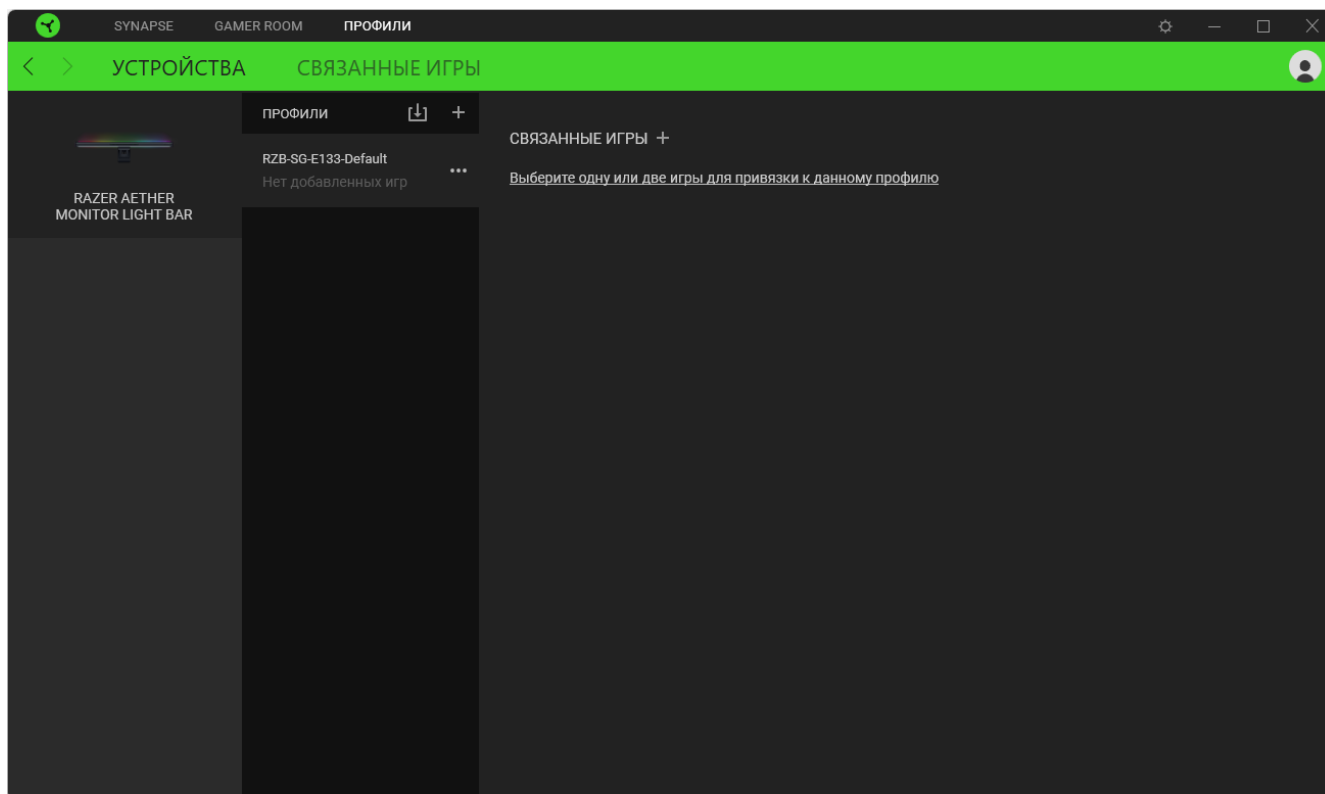 SYNAPSE GAMER ROOM ПРОФИЛИ
УСТРОЙСТВА СВЯЗАННЫЕ ИГРЫ
RAZER AETHER
MONITOR LIGHT BAR
ПРОФИЛИ
RZB-SG-E133-Default
Нет добавленных игр
СВЯЗАННЫЕ ИГРЫ +
Выберите одну или две игры для привязки к данному профилю